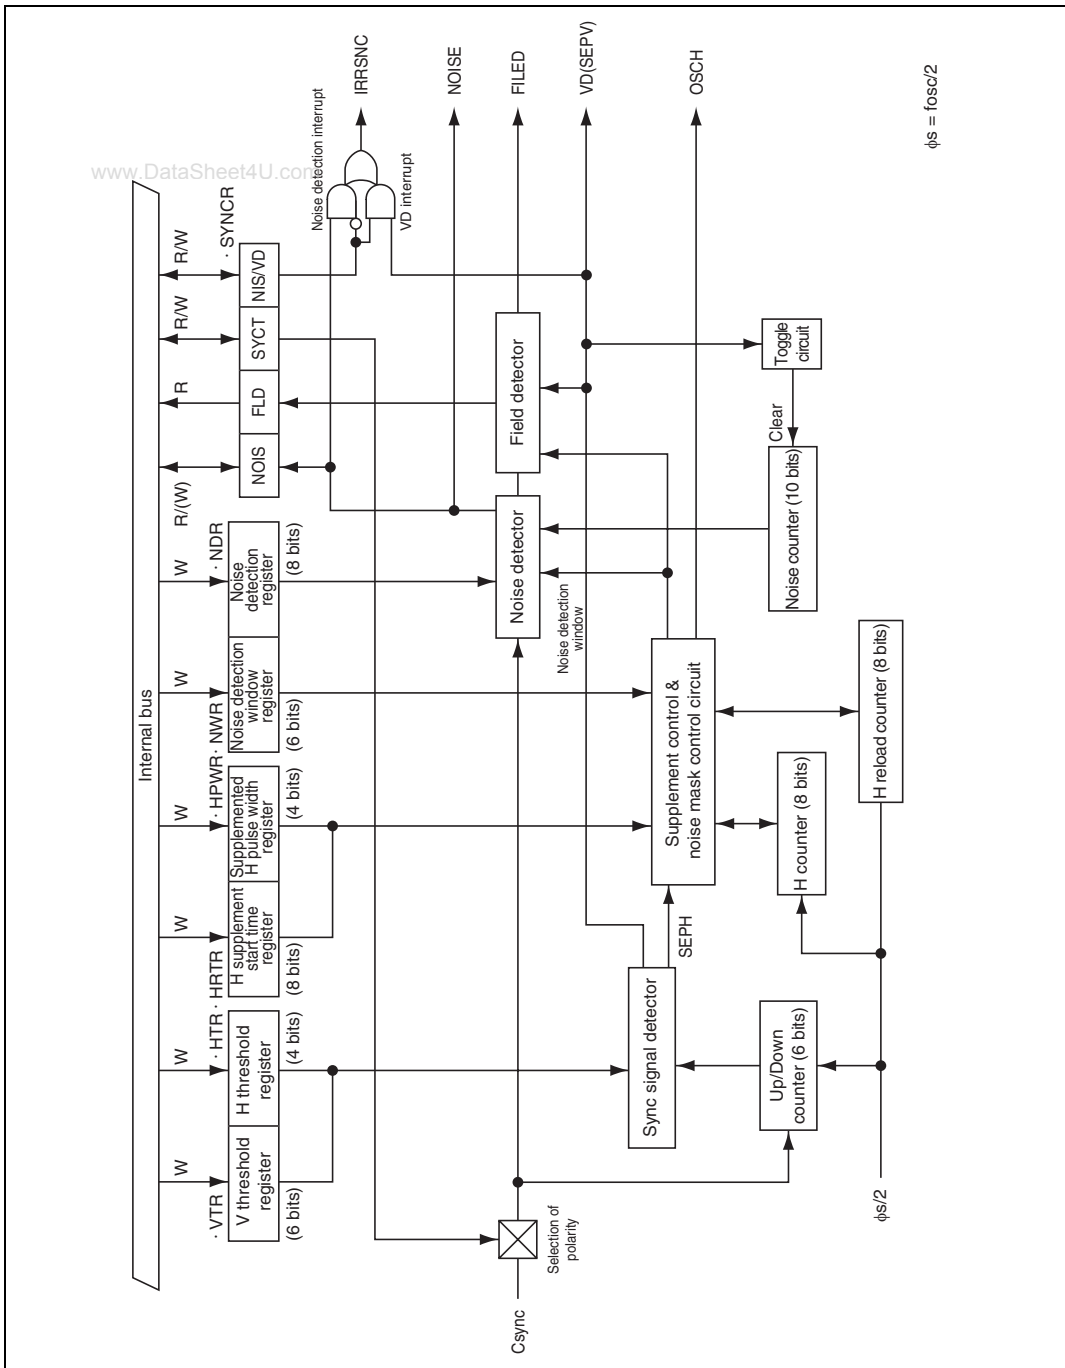 www.DataSheet4U.com
Internal bus
W
W
W
W
W
W
R/(W)
R
R/W
R/W
· VTR
· HTR
· HRTR
· HPWR
· NWR
· NDR
· SYNCR
V threshold
register
(6 bits)
H threshold
register
(4 bits)
H supplement
start time
register
(8 bits)
Supplemented
H pulse width
register
(4 bits)
Noise detection
window
register
(6 bits)
Noise
detection
register
(8 bits)
NOIS
FLD
SYCT
NIS/VD
Noise detection interrupt
VD interrupt
IRRSNC
NOISE
FILED
VD(SEPV)
OSCH
Csync
Selection of
polarity
Noise detector
Field detector
Noise detection
window
Sync signal detector
SEPH
Supplement control &
noise mask control circuit
Toggle
circuit
Clear
Noise counter (10 bits)
Up/Down
counter (6 bits)
H counter (8 bits)
H reload counter (8 bits)
ϕs/2
ϕs = fosc/2